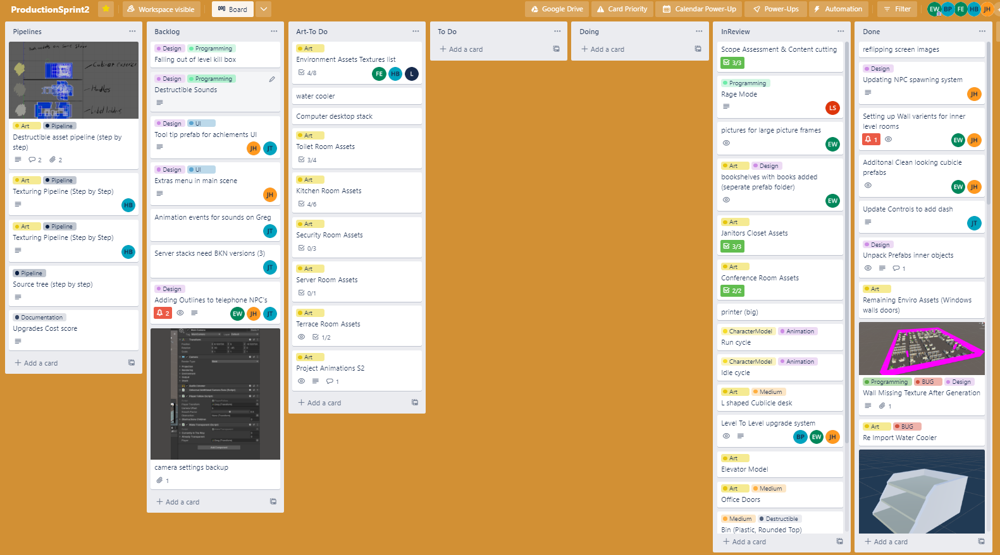 ProductionSprint2
Workspace visible
Board
Google Drive
Card Priority
Calendar Power-Up
Power-Ups
Automation
Filter
EW BP FE HB JH
Pipelines
Cubicle exterior
Handles
Label holders
Art Pipeline
Destructible asset pipeline (step by
step)
2 2
Art Pipeline
Texturing Pipeline (Step by Step)
HB
Art Pipeline
Texturing Pipeline (Step by Step)
HB
Pipeline
Source tree (step by step)
Documentation
Upgrades Cost score
+ Add a card
Backlog
Design Programming
Falling out of level kill box
Design Programming
Destructible Sounds
Design UI
Tool tip prefab for achiements UI
JH JT
Design UI
Extras menu in main scene
JH
Animation events for sounds on Greg
JT
Server stacks need BKN versions (3)
JT
Design
Adding Outlines to telephone NPC's
2 EW JH JT
Main Camera
Transform
Camera
Add Component
camera settings backup
1
+ Add a card
Art-To Do
Art
Environment Assets Textures list
4/8 FE HB L
water cooler
Computer desktop stack
Art
Toilet Room Assets
3/4
Art
Kitchen Room Assets
4/6
Art
Security Room Assets
0/3
Art
Server Room Assets
0/1
Art
Terrace Room Assets
1/2
Art
Project Animations S2
1
+ Add a card
To Do
+ Add a card
Doing
+ Add a card
InReview
Scope Assessment & Content cutting
3/3
Programming
Rage Mode
LS
pictures for large picture frames
EW
Art Design
bookshelves with books added
(seperate prefab folder)
EW
Art
Janitors Closet Assets
3/3
Art
Conference Room Assets
2/2
printer (big)
CharacterModel Animation
Run cycle
CharacterModel Animation
Idle cycle
Art Medium
L shaped Cublicle desk
Level To Level upgrade system
BP EW JH
Art
Elevator Model
Art Medium
Office Doors
Medium Destructible
Bin (Plastic, Rounded Top)
+ Add a card
Done
reflipping screen images
Design
Updating NPC spawning system
JH
Setting up Wall varients for inner
level rooms
1 EW JH
Additonal Clean looking cubicle
prefabs
EW JH
Update Controls to add dash
JT
Design
Unpack Prefabs inner objects
1
Art
Remaining Enviro Assets (Windows
walls doors)
Programming BUG Design
Wall Missing Texture After Generation
1
Art BUG
Re Import Water Cooler
+ Add a card